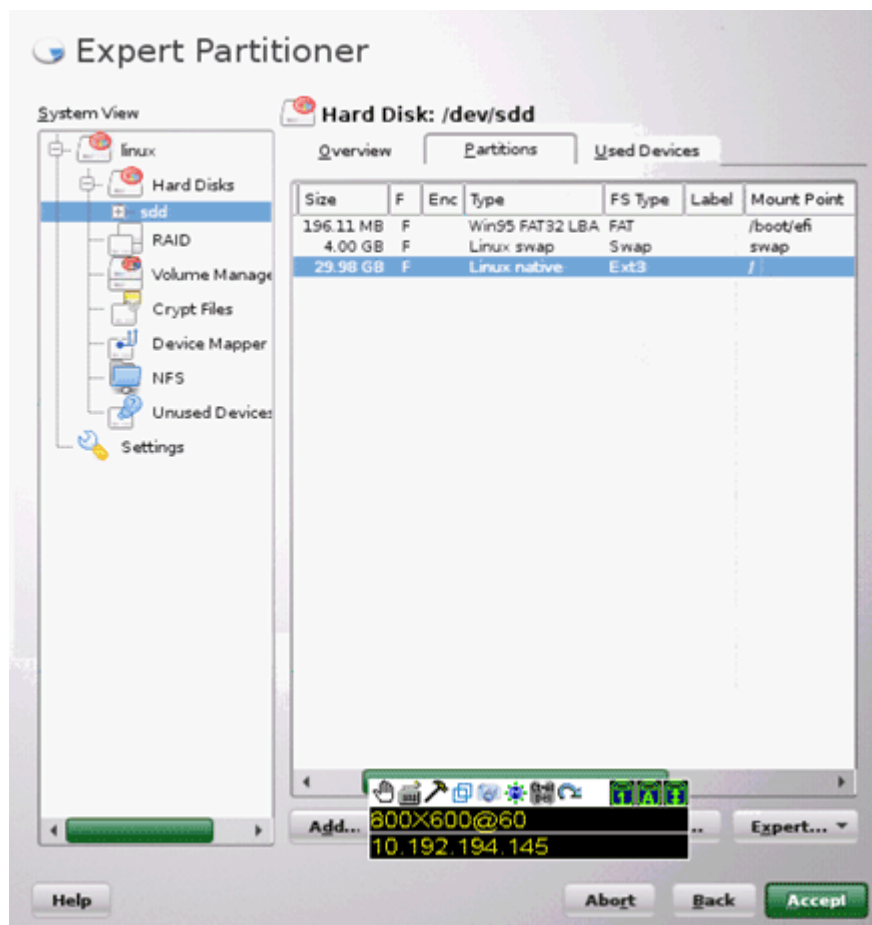 Expert Partitioner
System View
linux
Hard Disks
sdd
RAID
Volume Manage
Crypt Files
Device Mapper
NFS
Unused Devices
Settings
Hard Disk: /dev/sdd
Overview Partitions Used Devices
Size F Enc Type FS Type Label Mount Point
196.11 MB F Win95 FAT32 LBA FAT /boot/efi
4.00 GB F Linux swap Swap swap
29.98 GB F Linux native Ext3 /
Add... .. Expert...
800X600@60
10.192.194.145
Help Abort Back Accept